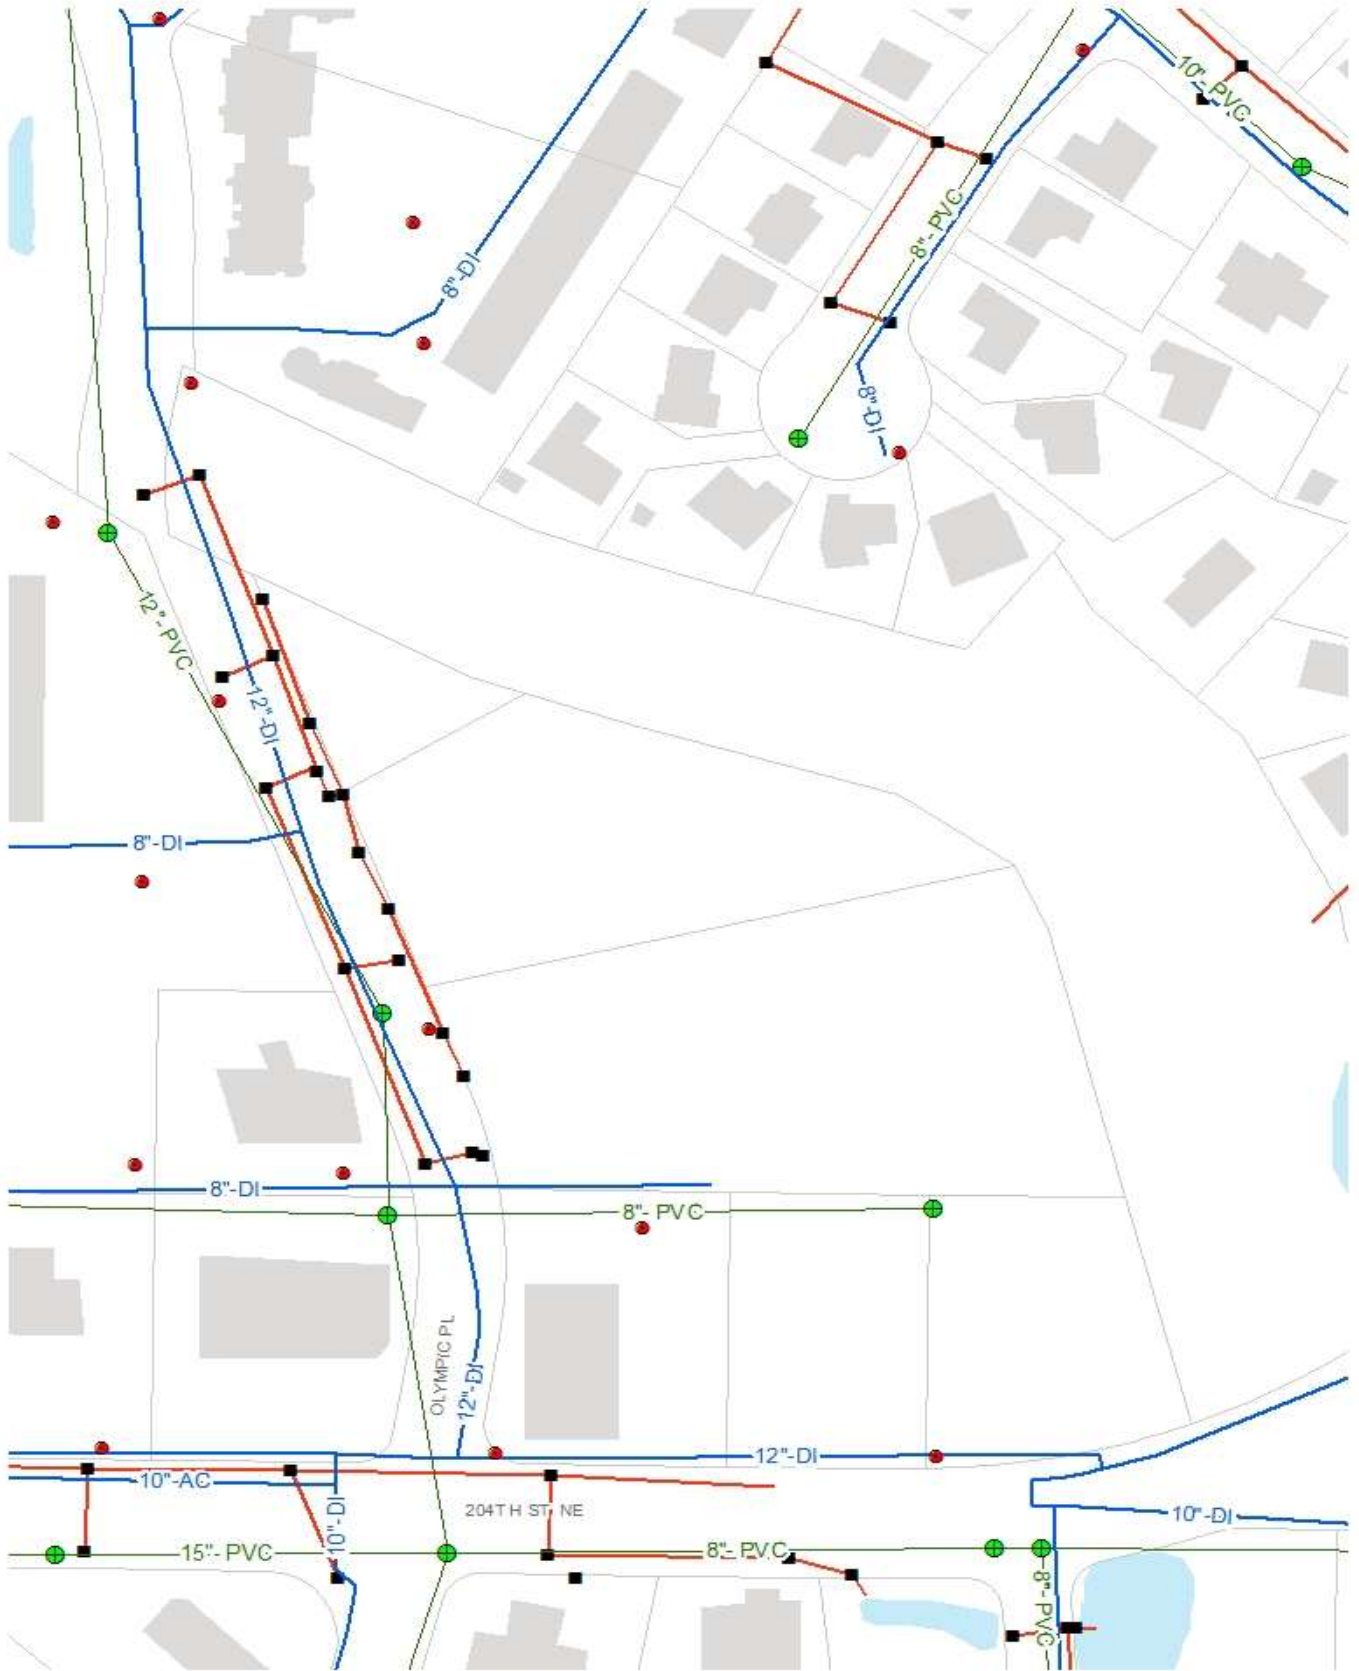 10"- PVC
8"- PVC
8"-DI
8"-DI
12"- PVC
12"-DI
8"-DI
8"-DI
8"- PVC
OLYMPIC PL
12"-DI
12"-DI
10"-AC
10"-DI
204TH ST NE
10"-DI
15"- PVC
8"- PVC
8"- PVC